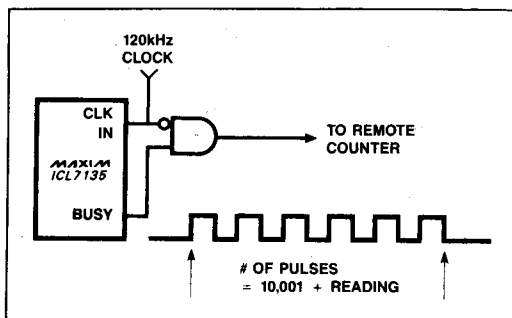 120kHz
CLOCK
CLK
IN
MAXIM
ICL7135
BUSY
TO REMOTE
COUNTER
# OF PULSES
= 10,001 + READING